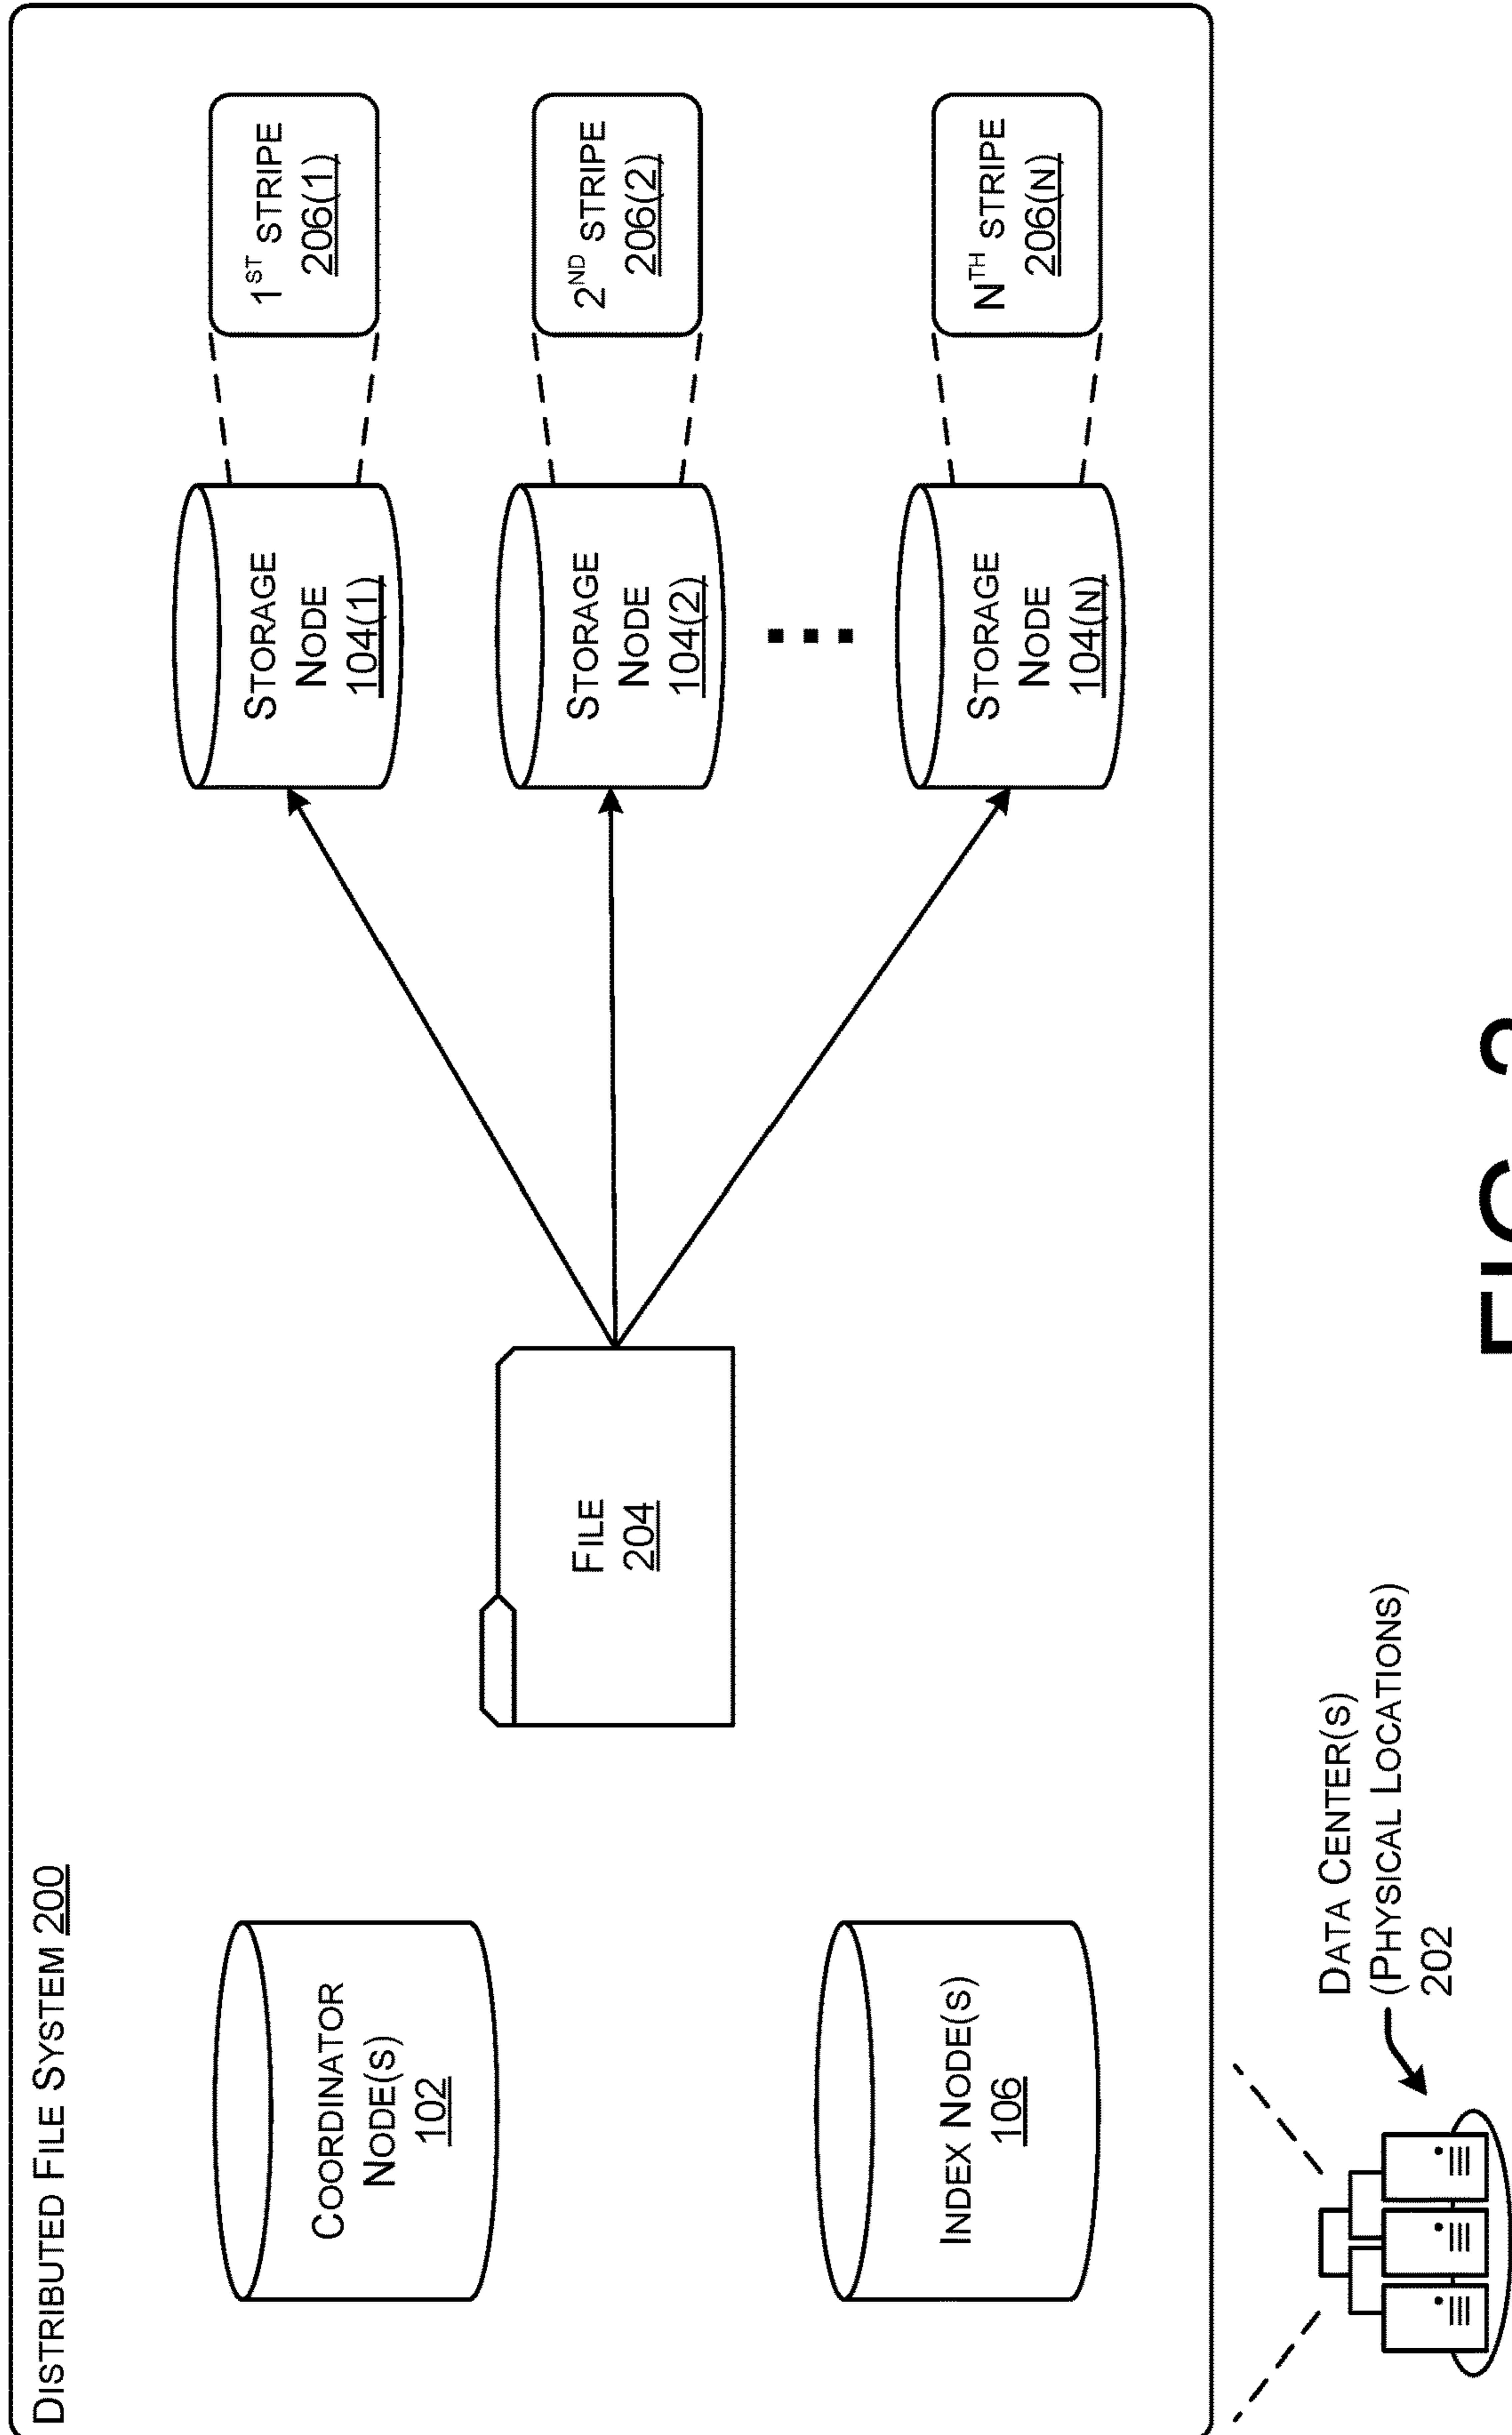 DISTRIBUTED FILE SYSTEM 200
COORDINATOR
NODE(S)
102
INDEX NODE(S)
106
FILE
204
STORAGE
NODE
104(1)
STORAGE
NODE
104(2)
STORAGE
NODE
104(N)
1ST STRIPE
206(1)
2ND STRIPE
206(2)
NTH STRIPE
206(N)
DATA CENTER(S)
(PHYSICAL LOCATIONS)
202